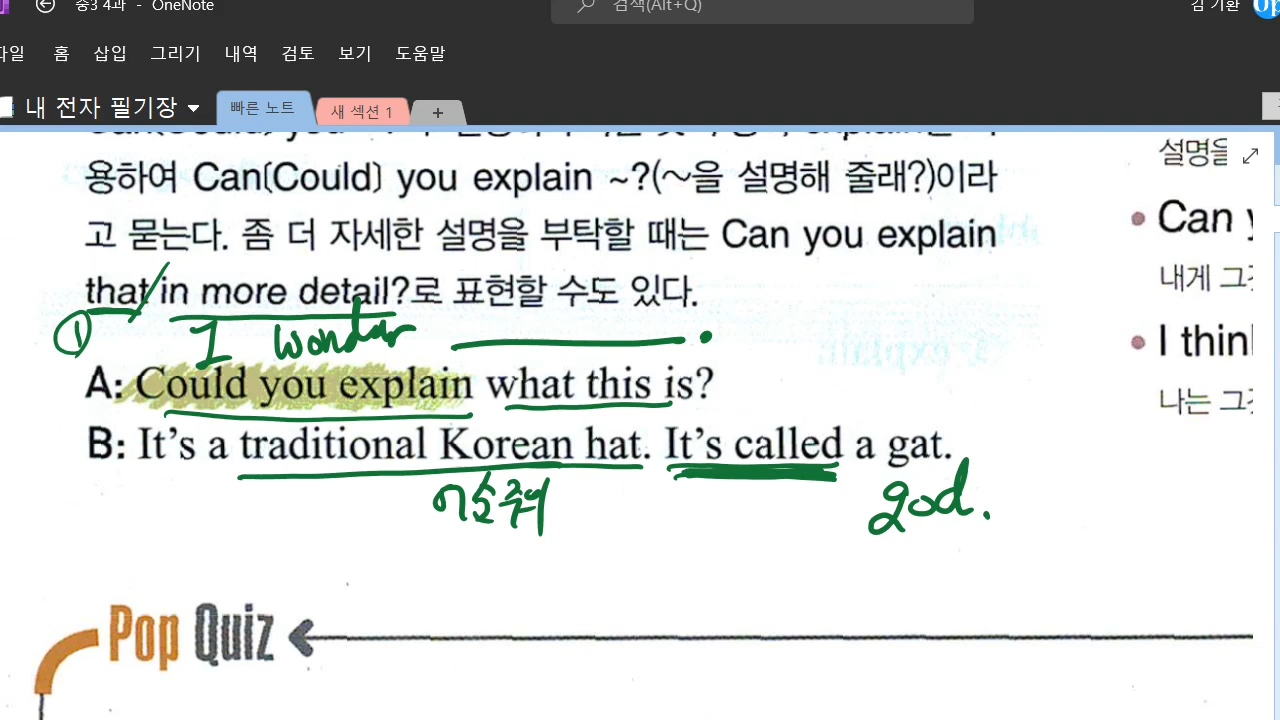 중3 4과 - OneNote
검색(Alt+Q)
김 기환
파일 홈 삽입 그리기 내역 검토 보기 도움말
내 전자 필기장
빠른 노트
새 섹션 1
용하여 Can(Could) you explain ~?(~을 설명해 줄래?)이라
고 묻는다. 좀 더 자세한 설명을 부탁할 때는 Can you explain
that in more detail?로 표현할 수도 있다.
① I wonder
A: Could you explain what this is?
B: It's a traditional Korean hat. It's called a gat.
god.
Pop Quiz
설명을
Can
내게
I think
나는